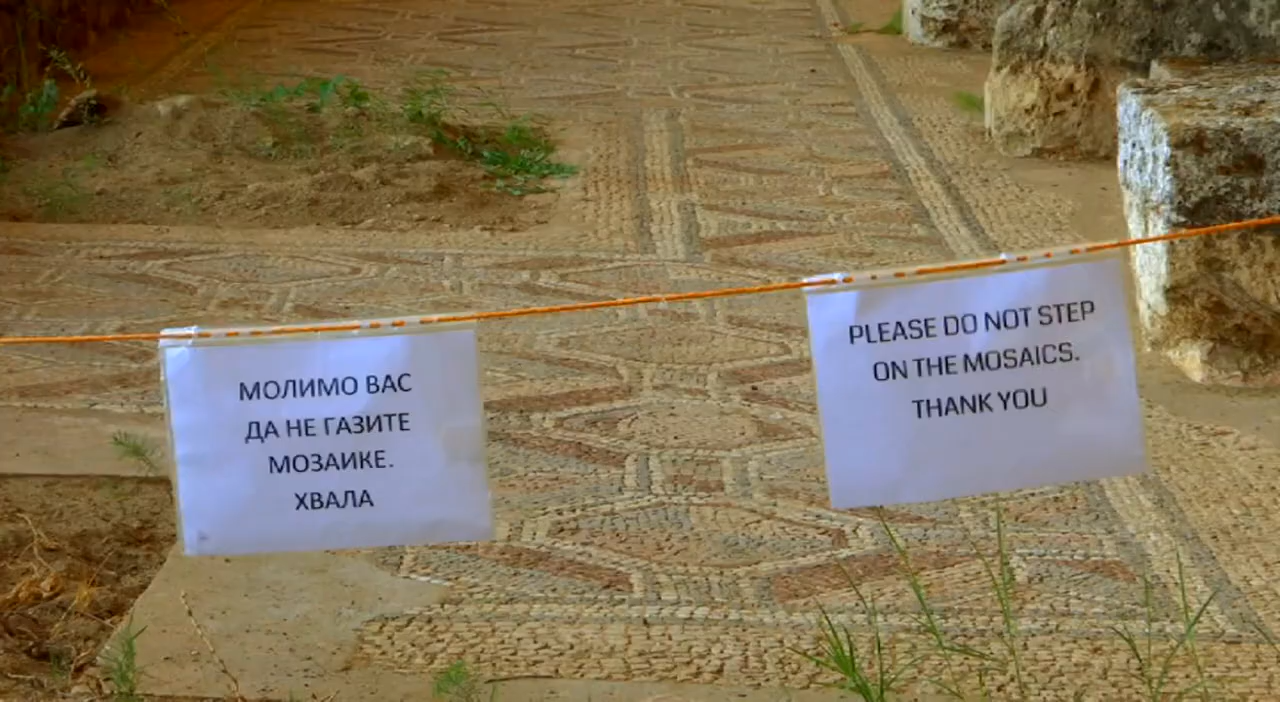 МОЛИМО ВАС
ДА НЕ ГАЗИТЕ
МОЗАИКЕ.
ХВАЛА
PLEASE DO NOT STEP
ON THE MOSAICS.
THANK YOU